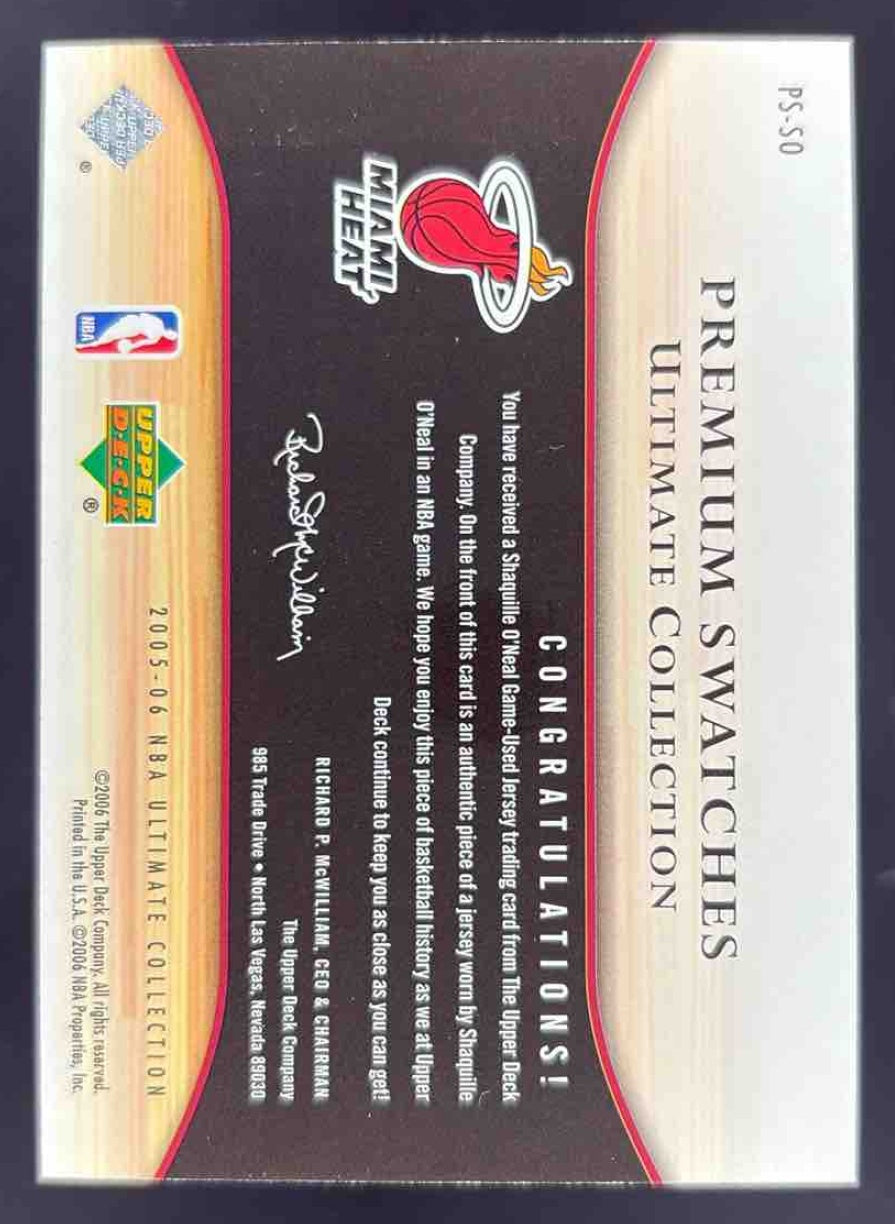 PS-SO
PREMIUM SWATCHES
ULTIMATE COLLECTION
MIAMI
HEAT
CONGRATULATIONS!
You have received a Shaquille O'Neal Game-Used Jersey trading card from The Upper Deck
Company. On the front of this card is an authentic piece of a jersey worn by Shaquille
O'Neal in an NBA game. We hope you enjoy this piece of basketball history as we at Upper
Deck continue to keep you as close as you can get!
Richard P. McWilliam
RICHARD P. McWILLIAM, CEO & CHAIRMAN
The Upper Deck Company
985 Trade Drive • North Las Vegas, Nevada 89030
®
NBA
UPPER
DECK
®
2005-06 NBA ULTIMATE COLLECTION
©2006 The Upper Deck Company. All rights reserved.
Printed in the U.S.A. ©2006 NBA Properties, Inc.